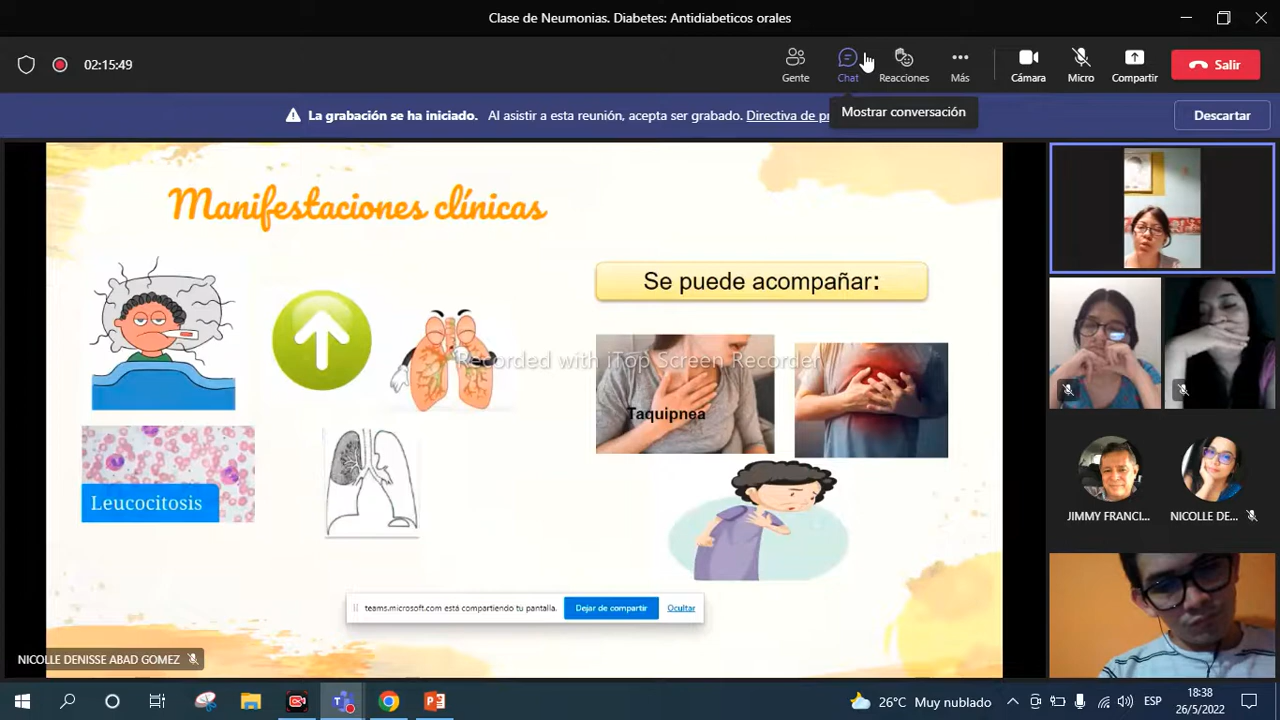 Clase de Neumonias. Diabetes: Antidiabeticos orales
02:15:49
Gente
Chat
Reacciones
Más
Cámara
Micro
Compartir
Salir
Mostrar conversación
La grabación se ha iniciado. Al asistir a esta reunión, acepta ser grabado. Directiva de pri
Descartar
Manifestaciones clínicas
Se puede acompañar:
Recorded with iTop Screen Recorder
Taquipnea
Leucocitosis
JIMMY FRANCI...
NICOLLE DE...
teams.microsoft.com está compartiendo tu pantalla.
Dejar de compartir
Ocultar
NICOLLE DENISSE ABAD GOMEZ
26°C Muy nublado
ESP
18:38
26/5/2022